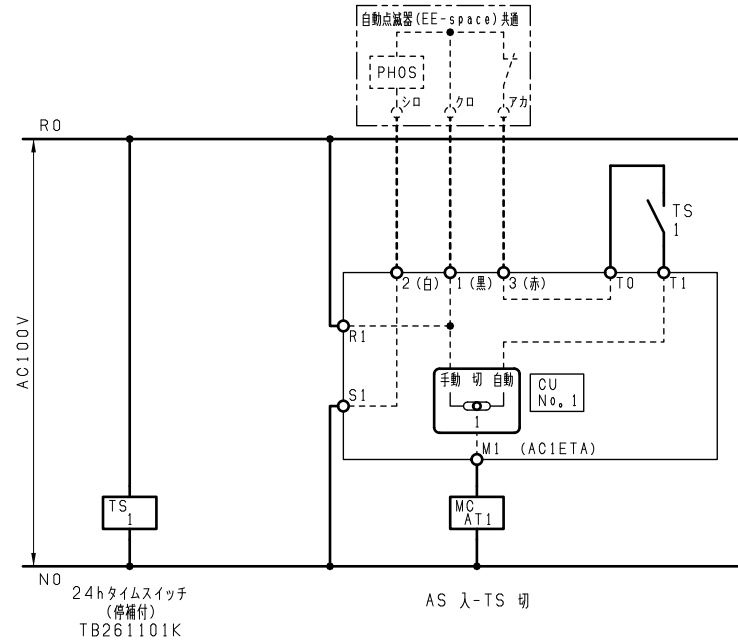 自動点滅器(EE-space)共通
PHOS
シロ
クロ
アカ
R0
TS
1
2(白)
1(黒)
3(赤)
T0
T1
AC100V
R1
S1
手動 切 自動
1
CU
No.1
M1 (AC1ETA)
TS
1
MC
AT1
N0
24hタイムスイッチ
(停補付)
TB261101K
AS 入-TS 切